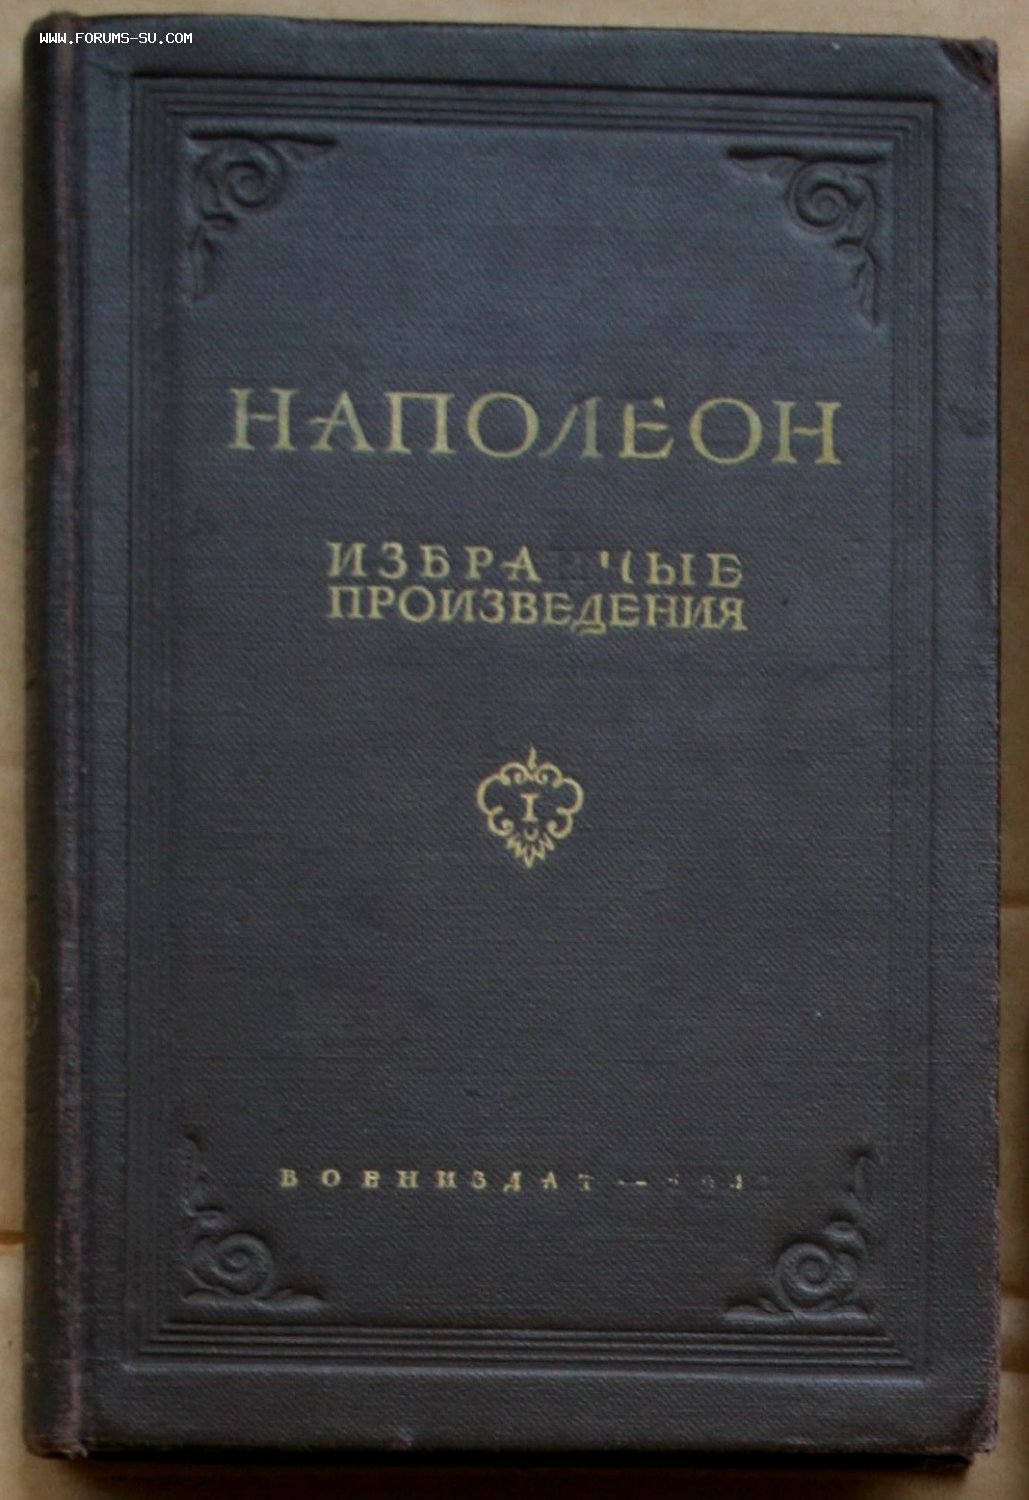 WWW.FORUMS-SU.COM
НАПОЛЕОН
ИЗБРАННЫЕ
ПРОИЗВЕДЕНИЯ
I
ВОЕНИЗДАТ —